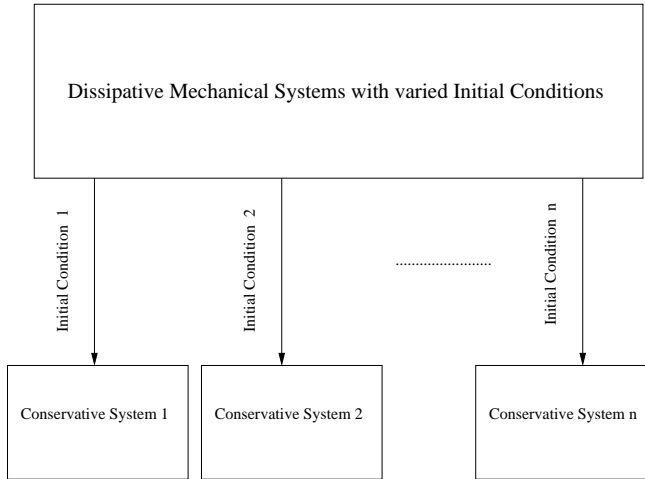 Dissipative Mechanical Systems with varied Initial Conditions
Initial Condition 1
Initial Condition 2
........................
Initial Condition n
Conservative System 1
Conservative System 2
Conservative System n